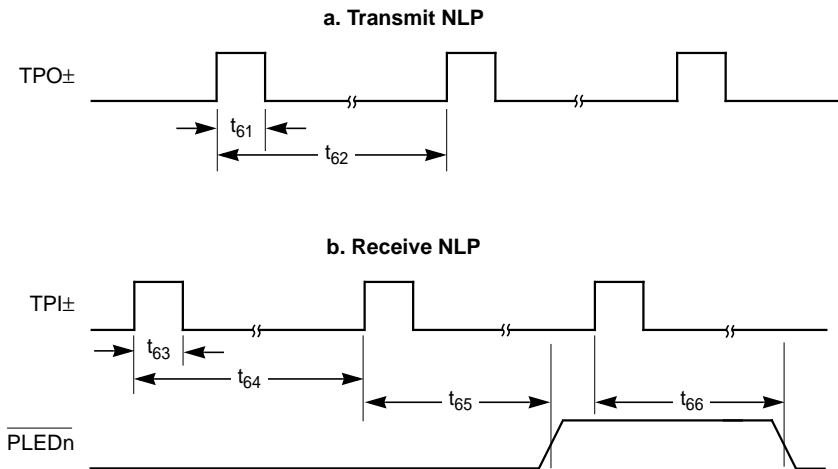 a. Transmit NLP
TPO±
t61
t62
b. Receive NLP
TPI±
t63
t64
t65
t66
PLEDn